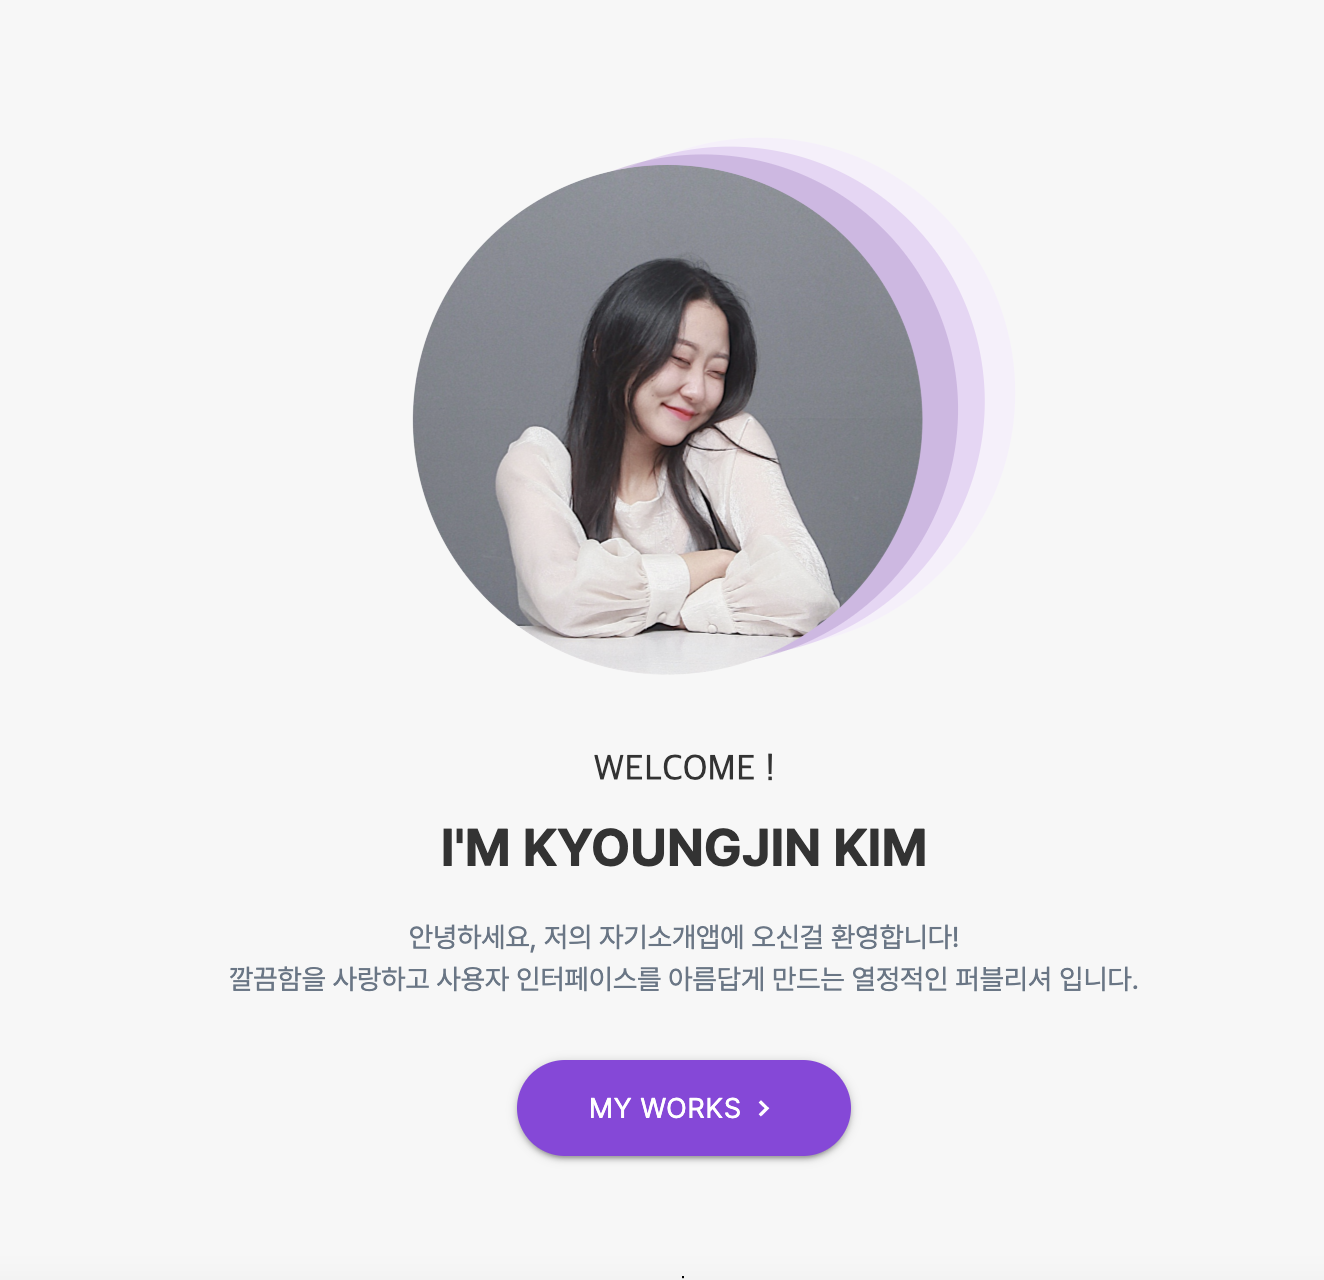 WELCOME !
I'M KYOUNGJIN KIM
안녕하세요, 저의 자기소개앱에 오신걸 환영합니다!
깔끔함을 사랑하고 사용자 인터페이스를 아름답게 만드는 열정적인 퍼블리셔 입니다.
MY WORKS